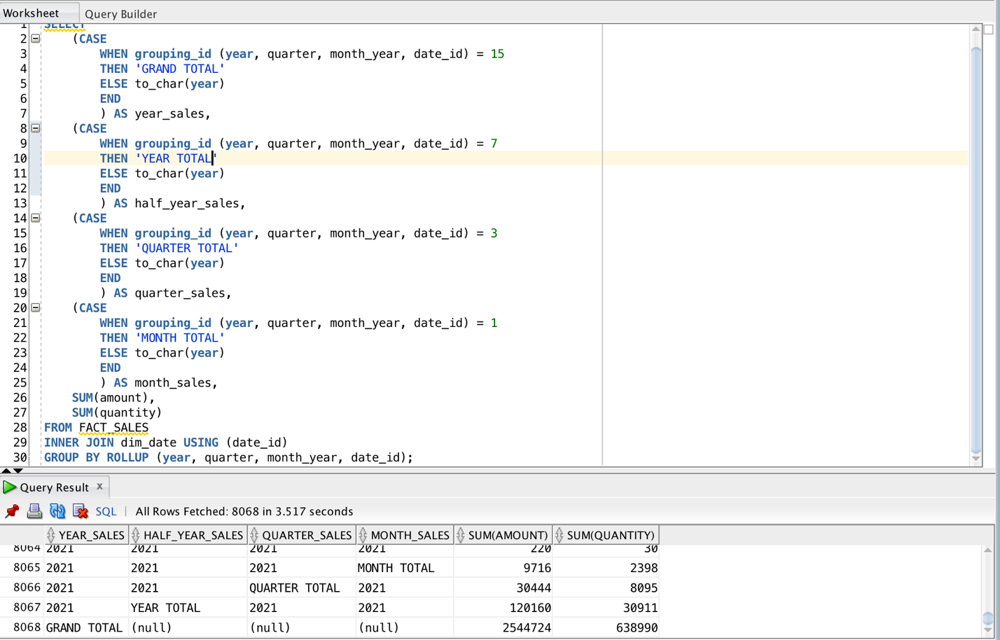 Worksheet Query Builder
1 SELECT
2 (CASE
3 WHEN grouping_id (year, quarter, month_year, date_id) = 15
4 THEN 'GRAND TOTAL'
5 ELSE to_char(year)
6 END
7 ) AS year_sales,
8 (CASE
9 WHEN grouping_id (year, quarter, month_year, date_id) = 7
10 THEN 'YEAR TOTAL'
11 ELSE to_char(year)
12 END
13 ) AS half_year_sales,
14 (CASE
15 WHEN grouping_id (year, quarter, month_year, date_id) = 3
16 THEN 'QUARTER TOTAL'
17 ELSE to_char(year)
18 END
19 ) AS quarter_sales,
20 (CASE
21 WHEN grouping_id (year, quarter, month_year, date_id) = 1
22 THEN 'MONTH TOTAL'
23 ELSE to_char(year)
24 END
25 ) AS month_sales,
26 SUM(amount),
27 SUM(quantity)
28 FROM FACT_SALES
29 INNER JOIN dim_date USING (date_id)
30 GROUP BY ROLLUP (year, quarter, month_year, date_id);
Query Result x
SQL | All Rows Fetched: 8068 in 3.517 seconds
YEAR_SALES HALF_YEAR_SALES QUARTER_SALES MONTH_SALES SUM(AMOUNT) SUM(QUANTITY)
8064 2021 2021 2021 2021 220 30
8065 2021 2021 2021 MONTH TOTAL 9716 2398
8066 2021 2021 QUARTER TOTAL 2021 30444 8095
8067 2021 YEAR TOTAL 2021 2021 120160 30911
8068 GRAND TOTAL (null) (null) (null) 2544724 638990